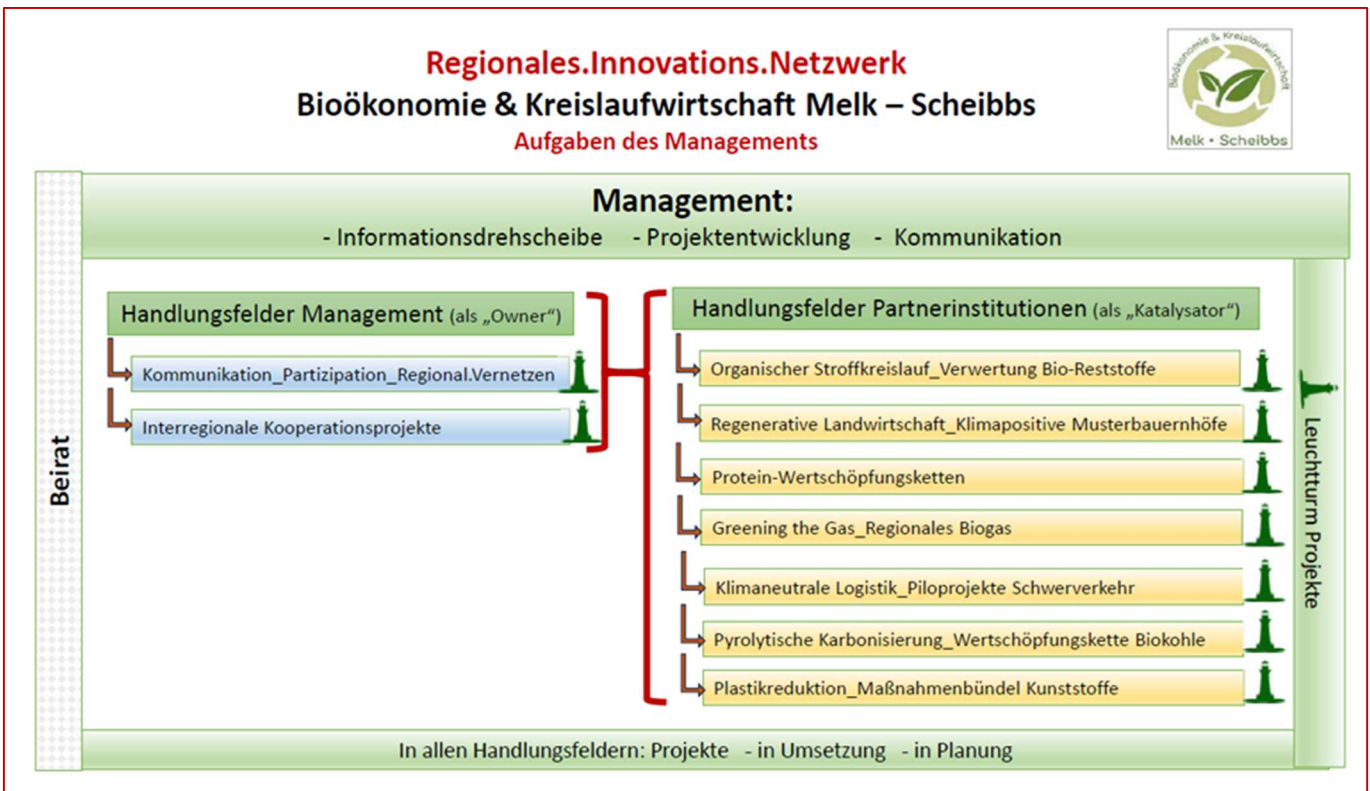 Regionales.Innovations.Netzwerk
Bioökonomie & Kreislaufwirtschaft Melk – Scheibbs
Aufgaben des Managements
Bioökonomie & Kreislaufwirtschaft
Melk • Scheibbs
Management:
- Informationsdrehscheibe - Projektentwicklung - Kommunikation
Beirat
Handlungsfelder Management (als „Owner“)
Kommunikation_Partizipation_Regional.Vernetzen
Interregionale Kooperationsprojekte
Handlungsfelder Partnerinstitutionen (als „Katalysator“)
Organischer Stroffkreislauf_Verwertung Bio-Reststoffe
Regenerative Landwirtschaft_Klimapositive Musterbauernhöfe
Protein-Wertschöpfungsketten
Greening the Gas_Regionales Biogas
Klimaneutrale Logistik_Piloprojekte Schwerverkehr
Pyrolytische Karbonisierung_Wertschöpfungskette Biokohle
Plastikreduktion_Maßnahmenbündel Kunststoffe
Leuchtturm Projekte
In allen Handlungsfeldern: Projekte - in Umsetzung - in Planung